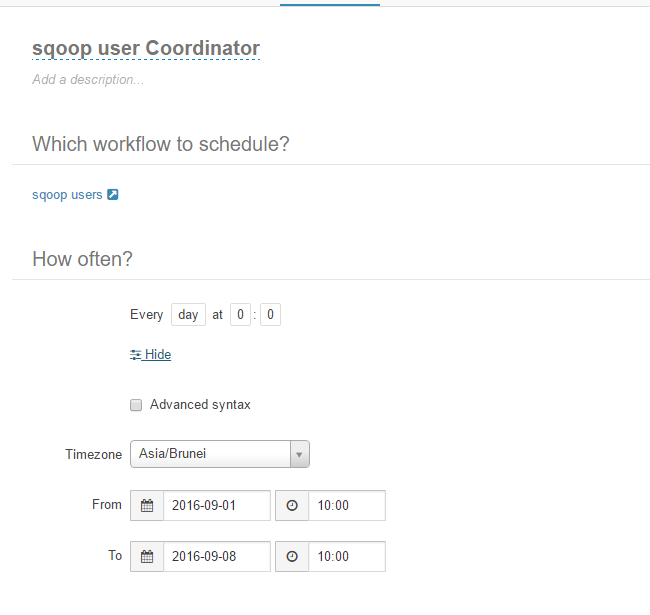 sqoop user Coordinator
Add a description...
Which workflow to schedule?
sqoop users
How often?
Every day at 0 : 0
Hide
Advanced syntax
Timezone Asia/Brunei
From 2016-09-01 10:00
To 2016-09-08 10:00